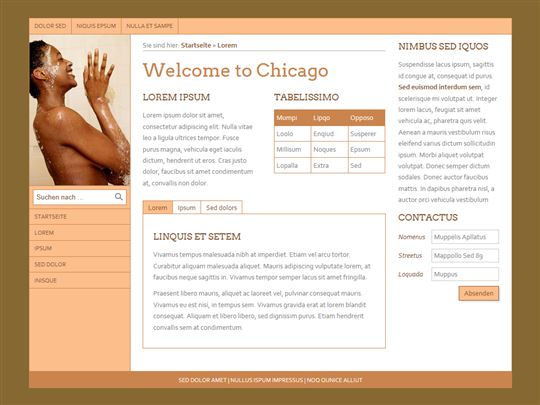 DOLOR SED NIQUIS EPSUM NULLA ET SAMPE
Sie sind hier: Startseite » Lorem
Welcome to Chicago
LOREM IPSUM
Lorem ipsum dolor sit amet,
consectetur adipiscing elit. Nulla vitae
leo a ligula ultrices tempor. Fusce
purus magna, vehicula eget iaculis
dictum, hendrerit ut eros. Cras justo
dolor, faucibus sit amet condimentum
at, convallis in dolor.
TABELISSIMO
Mumpi Lipqo Opposo
Loolo Enqiud Susperer
Millisum Noques Epsum
Lopalla Extra Sed
Suchen nach ...
STARTSEITE
LOREM
IPSUM
SED DOLOR
INISQUE
Lorem Ipsum Sed dolors
LINQUIS ET SETEM
Vivamus tempus malesuada nibh at imperdiet. Etiam vel arcu tortor.
Curabitur aliquam malesuada aliquet. Mauris adipiscing vulputate lorem, at
faucibus neque sagittis in. Vivamus tempor semper lacus sit amet fringilla.
Praesent libero mauris, aliquet ac laoreet vel, pulvinar consequat mauris.
Vivamus eu est nisi, in tempus sem. Vivamus gravida erat at lorem blandit
consequat. Aliquam et libero libero, sed dignissim purus. Etiam hendrerit
convallis sem at condimentum.
NIMBUS SED IQUOS
Suspendisse lacus ipsum, sagittis
id congue at, consequat id purus.
Sed euismod interdum sem, id
scelerisque mi volutpat ut. Donec
lorem lacus, feugiat sit amet
vehicula ac, pharetra quis velit.
Aenean a mauris vestibulum risus
eleifend varius dictum sollicitudin
ipsum. Morbi aliquet volutpat
volutpat. Donec semper dictum
sodales. Donec auctor faucibus
mattis. In dapibus pharetra nisl, a
auctor orci vehicula vestibulum
CONTACTUS
Nomenus Muppelis Apllatus
Streetus Mappollo Sed 89
Loquada Muppus
Absenden
SED DOLOR AMET | NULLUS ISPUM IMPRESSUS | NOQ OUNICE ALLIUT